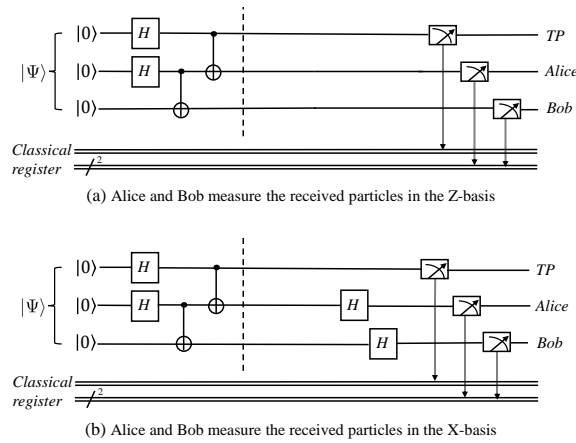 |0⟩ H TP
|Ψ⟩ |0⟩ H Alice
|0⟩ Bob
Classical
register 2
(a) Alice and Bob measure the received particles in the Z-basis
|0⟩ H TP
|Ψ⟩ |0⟩ H H Alice
|0⟩ H Bob
Classical
register 2
(b) Alice and Bob measure the received particles in the X-basis